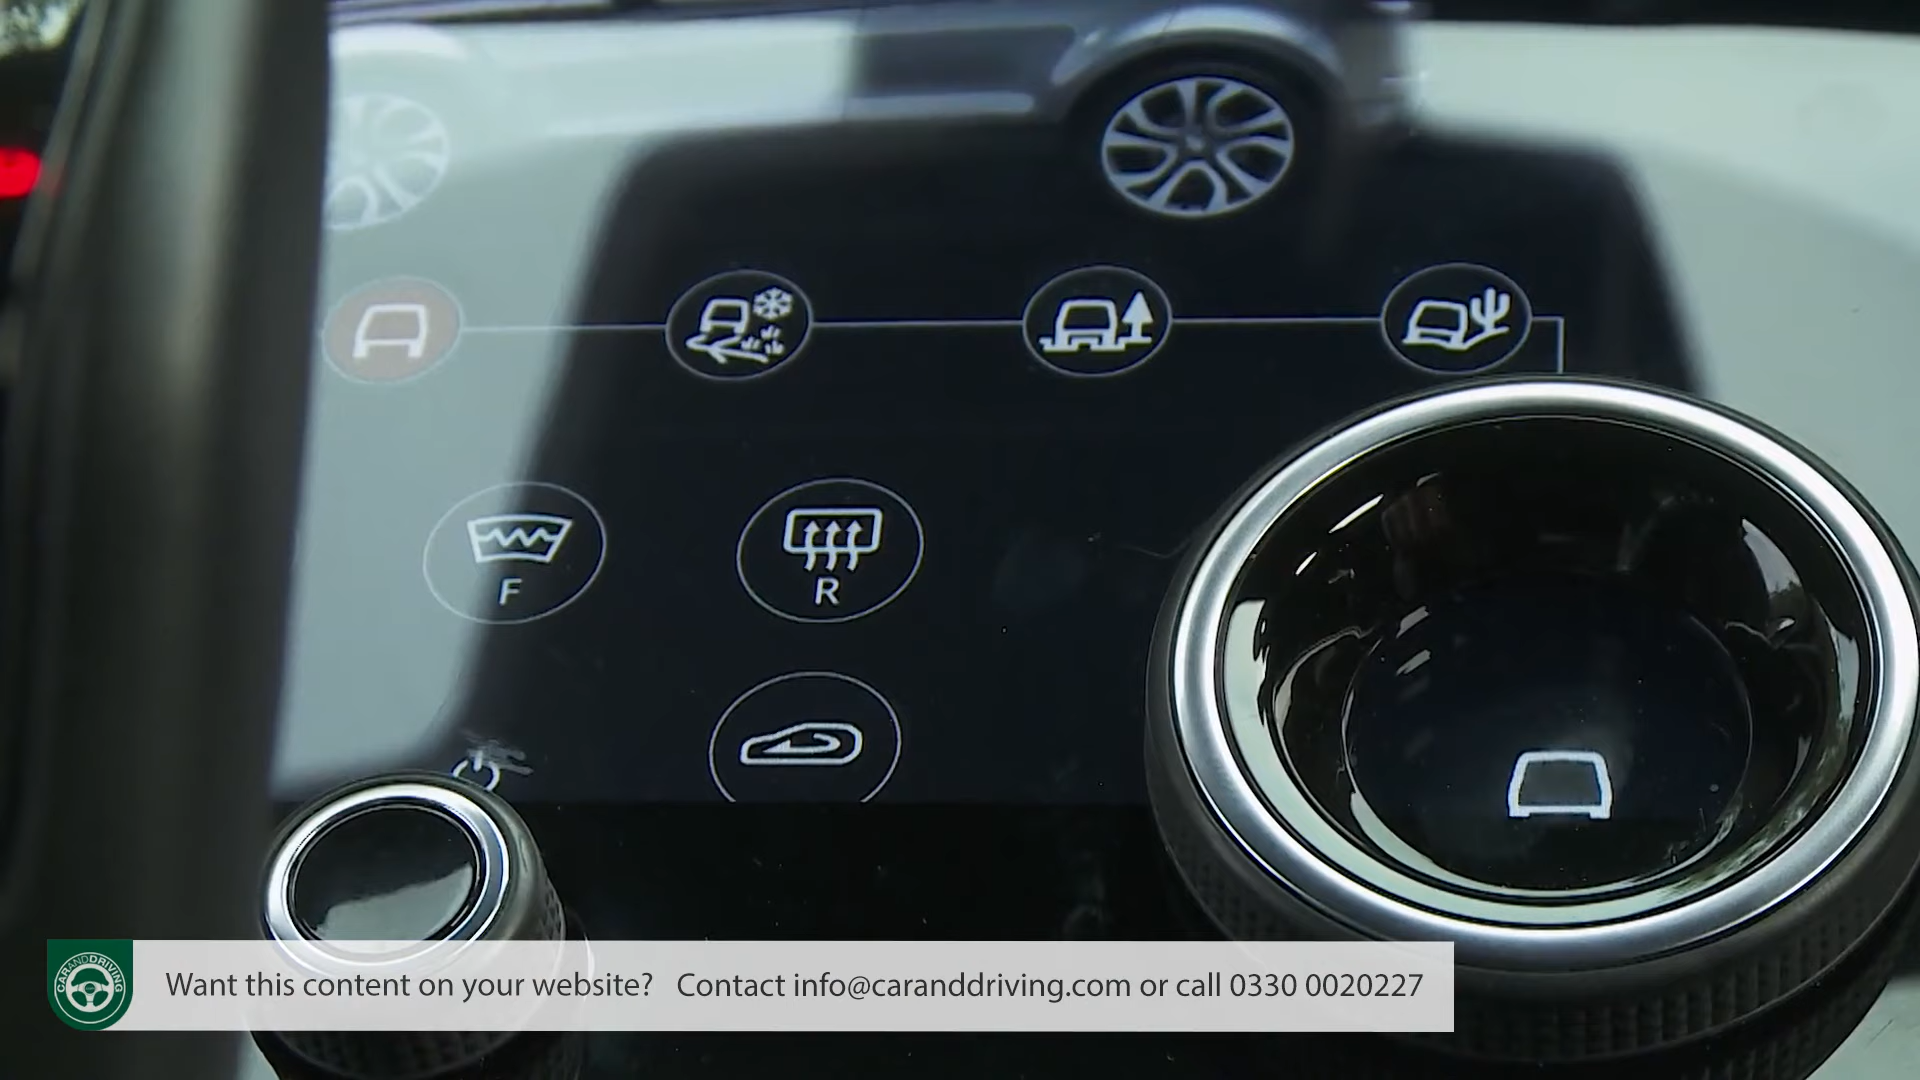 F
R
CARANDDRIVING
Want this content on your website? Contact info@caranddriving.com or call 0330 0020227